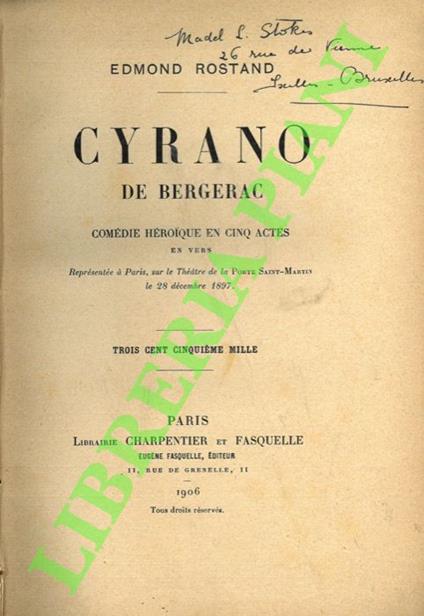 Madel L. Stokes
26 rue de Vienne
Ixelles - Bruxelles
EDMOND ROSTAND
CYRANO
DE BERGERAC
COMÉDIE HÉROÏQUE EN CINQ ACTES
EN VERS
Représentée à Paris, sur le Théâtre de la PORTE SAINT-MARTIN
le 28 décembre 1897.
TROIS CENT CINQUIÈME MILLE
PARIS
LIBRAIRIE CHARPENTIER ET FASQUELLE
EUGÈNE FASQUELLE, ÉDITEUR
11, RUE DE GRENELLE, 11
1906
Tous droits réservés.
LIBRERIA PIANI